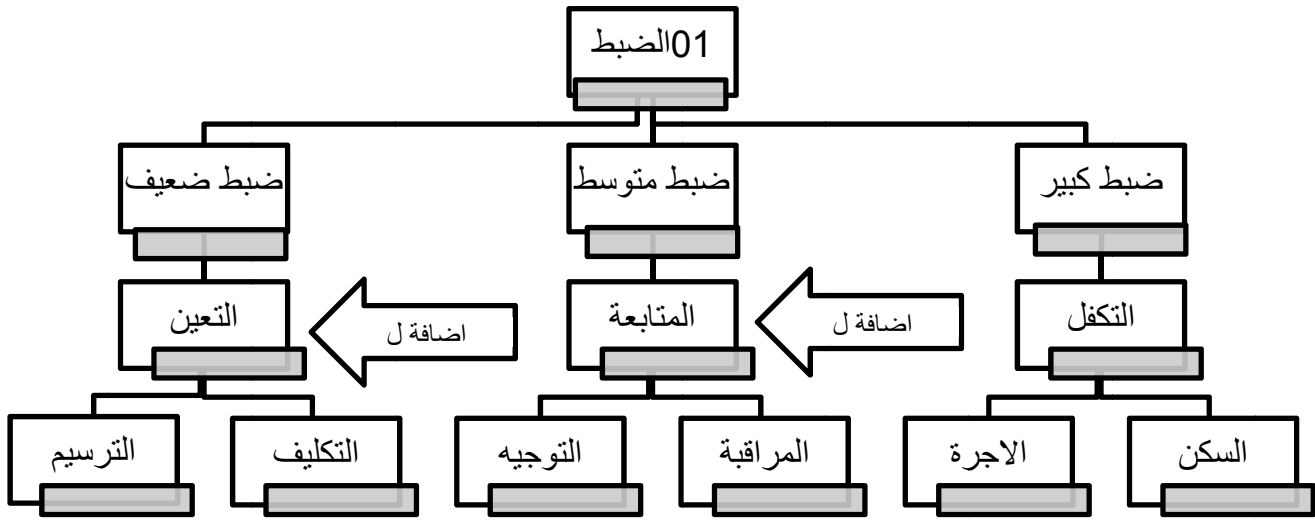 01الضبط
ضبط كبير
ضبط متوسط
ضبط ضعيف
التكفل
اضافة ل
المتابعة
اضافة ل
التعين
السكن
الاجرة
المراقبة
التوجيه
التكليف
الترسيم